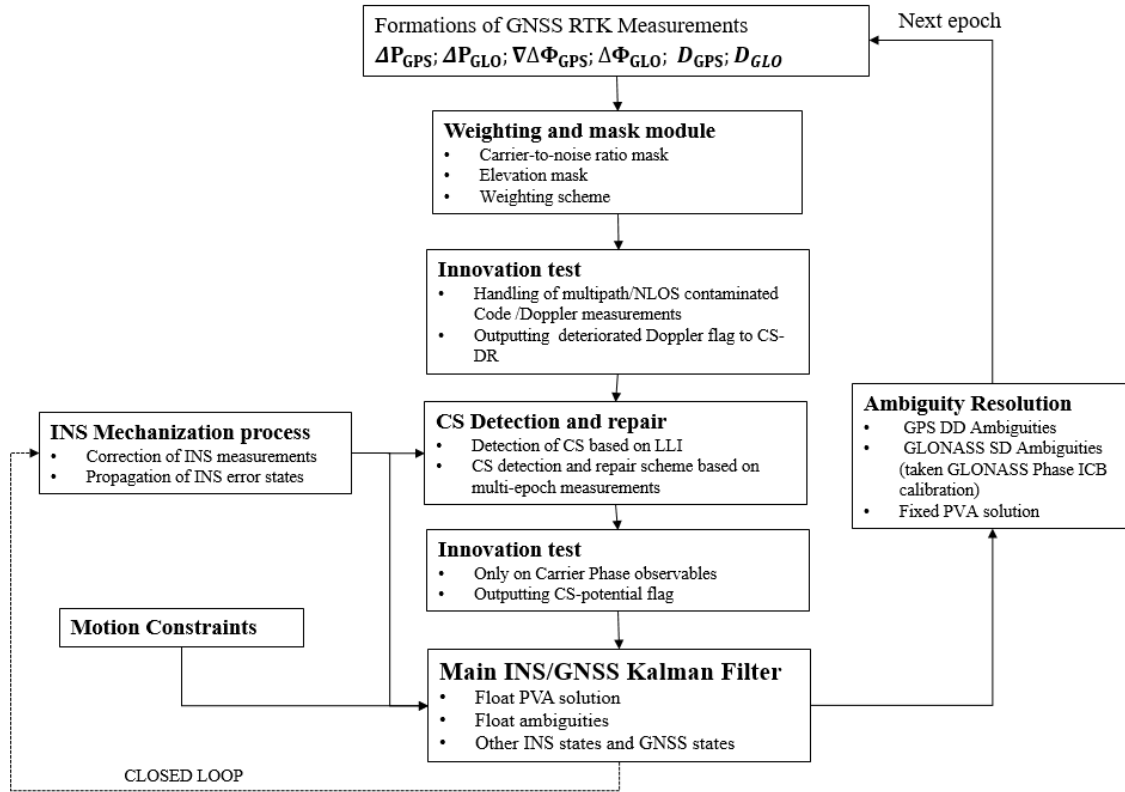 Next epoch
Formations of GNSS RTK Measurements
ΔP_GPS; ΔP_GLO; ∇ΔΦ_GPS; ΔΦ_GLO; D_GPS; D_GLO
Weighting and mask module
• Carrier-to-noise ratio mask
• Elevation mask
• Weighting scheme
Innovation test
• Handling of multipath/NLOS contaminated
Code /Doppler measurements
• Outputting deteriorated Doppler flag to CS-
DR
INS Mechanization process
• Correction of INS measurements
• Propagation of INS error states
CS Detection and repair
• Detection of CS based on LLI
• CS detection and repair scheme based on
multi-epoch measurements
Ambiguity Resolution
• GPS DD Ambiguities
• GLONASS SD Ambiguities
(taken GLONASS Phase ICB
calibration)
• Fixed PVA solution
Innovation test
• Only on Carrier Phase observables
• Outputting CS-potential flag
Motion Constraints
Main INS/GNSS Kalman Filter
• Float PVA solution
• Float ambiguities
• Other INS states and GNSS states
CLOSED LOOP